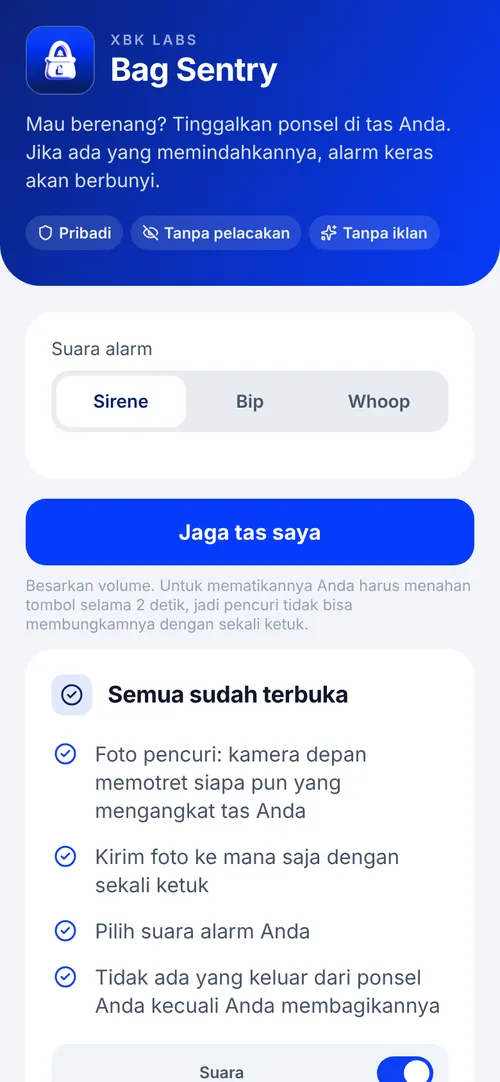 XBK LABS
Bag Sentry
Mau berenang? Tinggalkan ponsel di tas Anda.
Jika ada yang memindahkannya, alarm keras
akan berbunyi.
Pribadi
Tanpa pelacakan
Tanpa iklan
Suara alarm
Sirene
Bip
Whoop
Jaga tas saya
Besarkan volume. Untuk mematikannya Anda harus menahan
tombol selama 2 detik, jadi pencuri tidak bisa
membungkamnya dengan sekali ketuk.
Semua sudah terbuka
Foto pencuri: kamera depan
memotret siapa pun yang
mengangkat tas Anda
Kirim foto ke mana saja dengan
sekali ketuk
Pilih suara alarm Anda
Tidak ada yang keluar dari ponsel
Anda kecuali Anda membagikannya
Suara